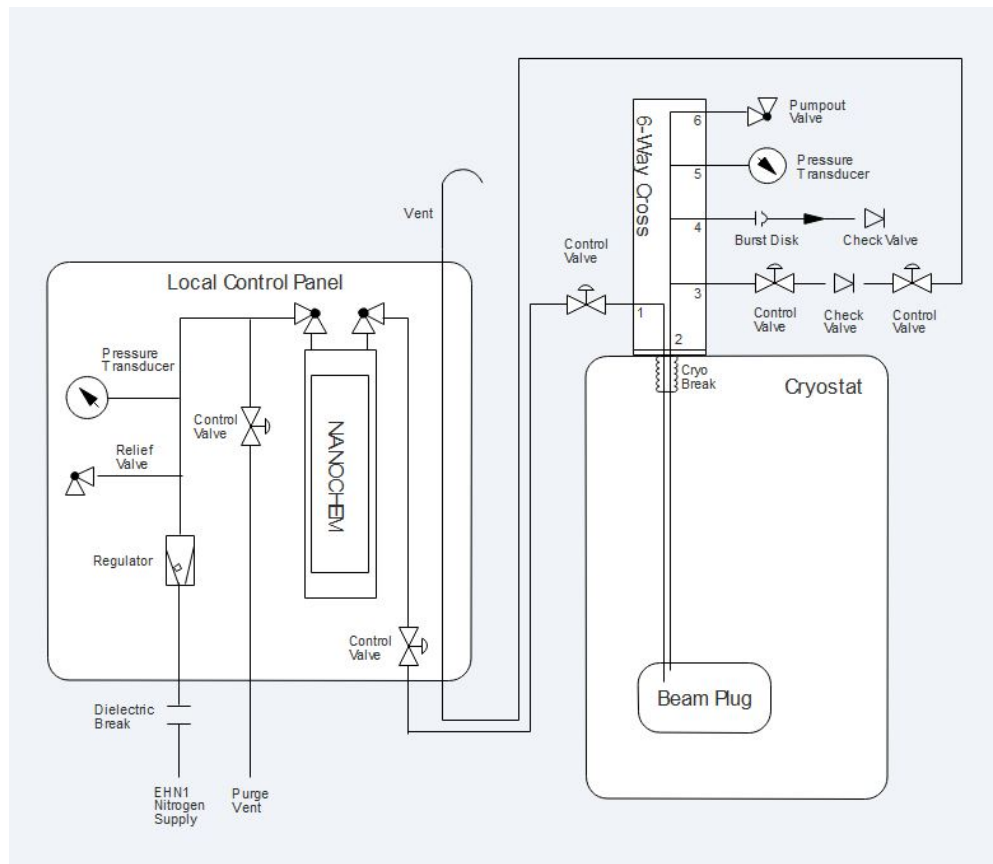 6-Way Cross
6
Pumpout
Valve
5
Pressure
Transducer
4
Burst Disk
Check Valve
3
Control
Valve
Check
Valve
Control
Valve
Vent
Control
Valve
1
2
Cryo
Break
Cryostat
Beam Plug
Local Control Panel
Pressure
Transducer
Control
Valve
Relief
Valve
NANOCHEM
Regulator
Control
Valve
Dielectric
Break
EHN1
Nitrogen
Supply
Purge
Vent